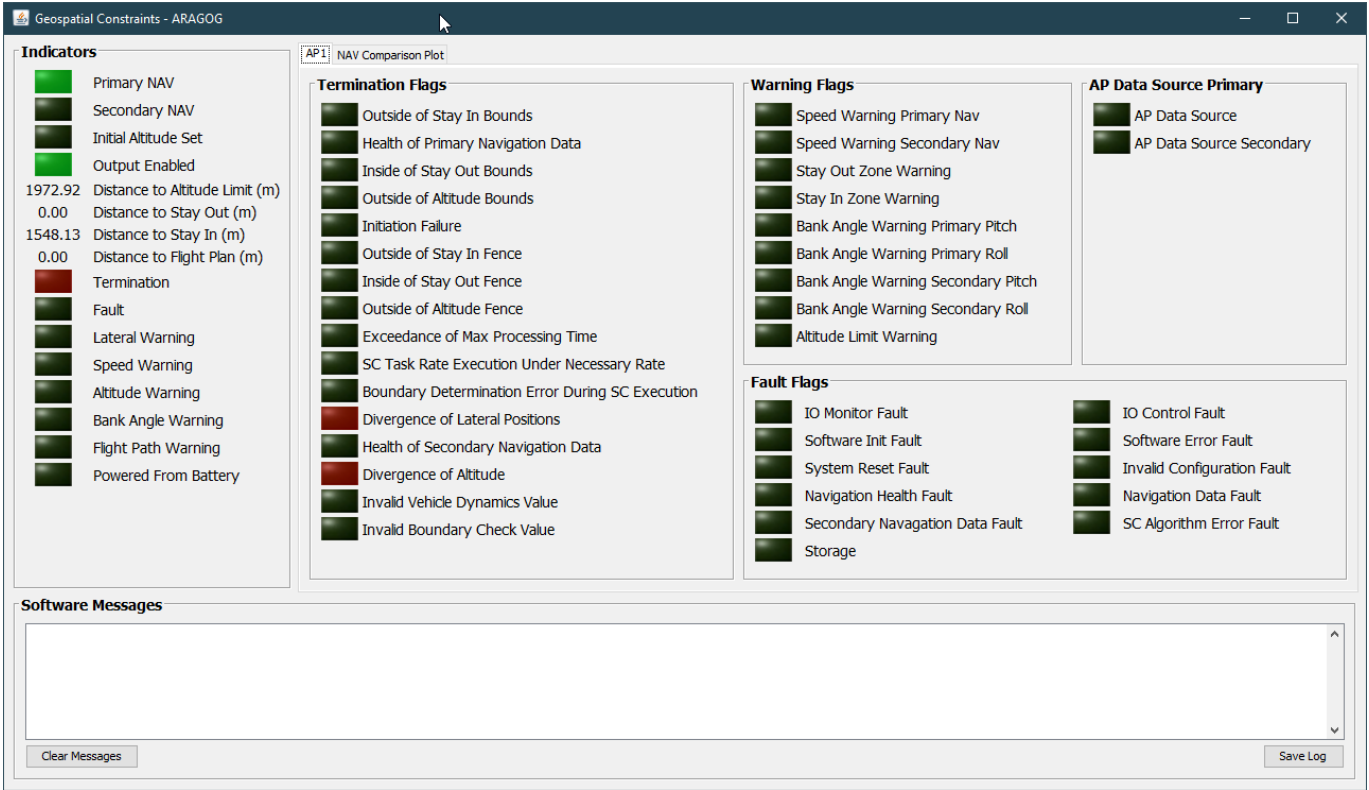 Geospatial Constraints - ARAGOG
Indicators
Primary NAV
Secondary NAV
Initial Altitude Set
Output Enabled
1972.92 Distance to Altitude Limit (m)
0.00 Distance to Stay Out (m)
1548.13 Distance to Stay In (m)
0.00 Distance to Flight Plan (m)
Termination
Fault
Lateral Warning
Speed Warning
Altitude Warning
Bank Angle Warning
Flight Path Warning
Powered From Battery
AP1 NAV Comparison Plot
Termination Flags
Outside of Stay In Bounds
Health of Primary Navigation Data
Inside of Stay Out Bounds
Outside of Altitude Bounds
Initiation Failure
Outside of Stay In Fence
Inside of Stay Out Fence
Outside of Altitude Fence
Exceedance of Max Processing Time
SC Task Rate Execution Under Necessary Rate
Boundary Determination Error During SC Execution
Divergence of Lateral Positions
Health of Secondary Navigation Data
Divergence of Altitude
Invalid Vehicle Dynamics Value
Invalid Boundary Check Value
Warning Flags
Speed Warning Primary Nav
Speed Warning Secondary Nav
Stay Out Zone Warning
Stay In Zone Warning
Bank Angle Warning Primary Pitch
Bank Angle Warning Primary Roll
Bank Angle Warning Secondary Pitch
Bank Angle Warning Secondary Roll
Altitude Limit Warning
AP Data Source Primary
AP Data Source
AP Data Source Secondary
Fault Flags
IO Monitor Fault
Software Init Fault
System Reset Fault
Navigation Health Fault
Secondary Navagation Data Fault
Storage
IO Control Fault
Software Error Fault
Invalid Configuration Fault
Navigation Data Fault
SC Algorithm Error Fault
Software Messages
Clear Messages
Save Log